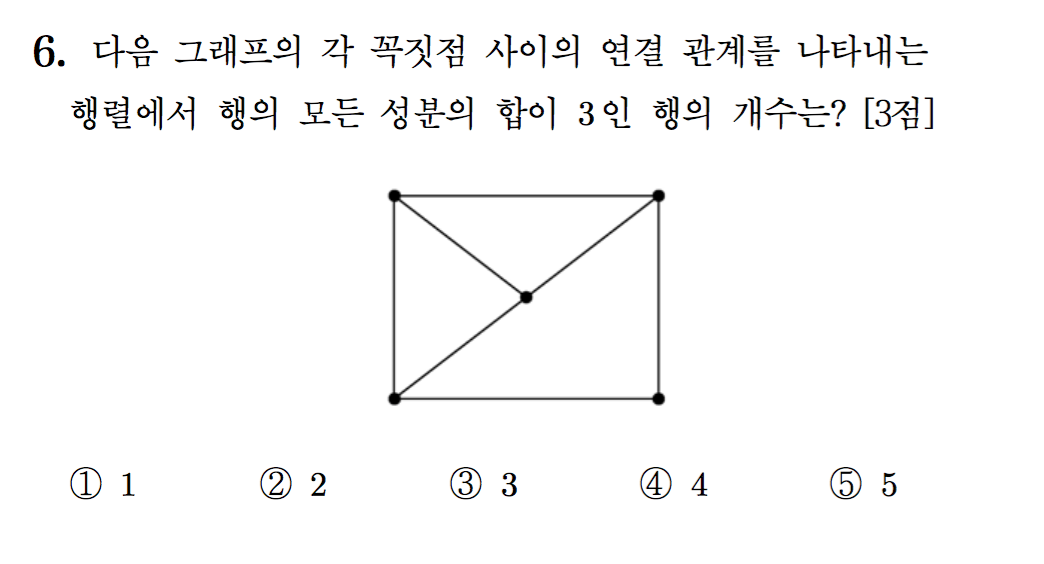 6. 다음 그래프의 각 꼭짓점 사이의 연결 관계를 나타내는
행렬에서 행의 모든 성분의 합이 3인 행의 개수는? [3점]
① 1 ② 2 ③ 3 ④ 4 ⑤ 5